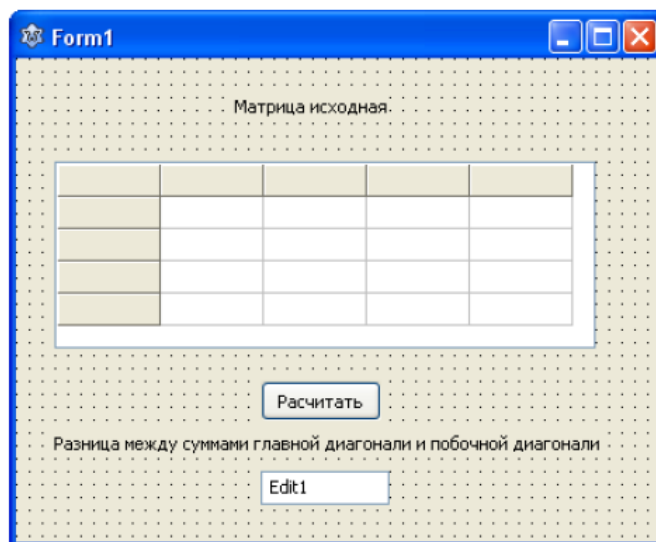 Form1
Матрица исходная
Расчитать
Разница между суммами главной диагонали и побочной диагонали
Edit1